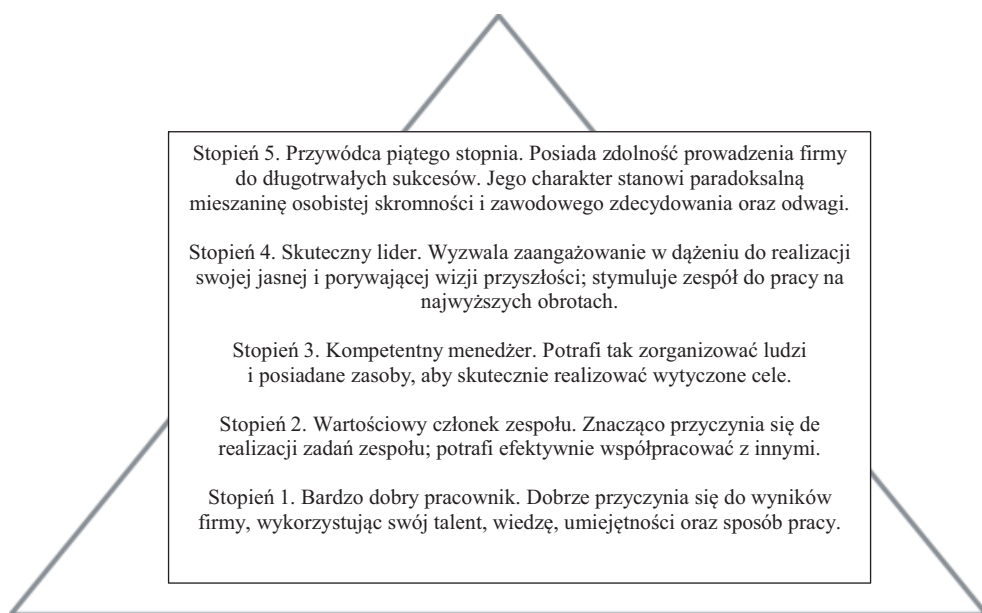 Stopień 5. Przywódca piątego stopnia. Posiada zdolność prowadzenia firmy
do długotrwałych sukcesów. Jego charakter stanowi paradoksalną
mieszaninę osobistej skromności i zawodowego zdecydowania oraz odwagi.
Stopień 4. Skuteczny lider. Wyzwala zaangażowanie w dążeniu do realizacji
swojej jasnej i porywającej wizji przyszłości; stymuluje zespół do pracy na
najwyższych obrotach.
Stopień 3. Kompetentny menedżer. Potrafi tak zorganizować ludzi
i posiadane zasoby, aby skutecznie realizować wytyczone cele.
Stopień 2. Wartościowy członek zespołu. Znacząco przyczynia się de
realizacji zadań zespołu; potrafi efektywnie współpracować z innymi.
Stopień 1. Bardzo dobry pracownik. Dobrze przyczynia się do wyników
firmy, wykorzystując swój talent, wiedzę, umiejętności oraz sposób pracy.